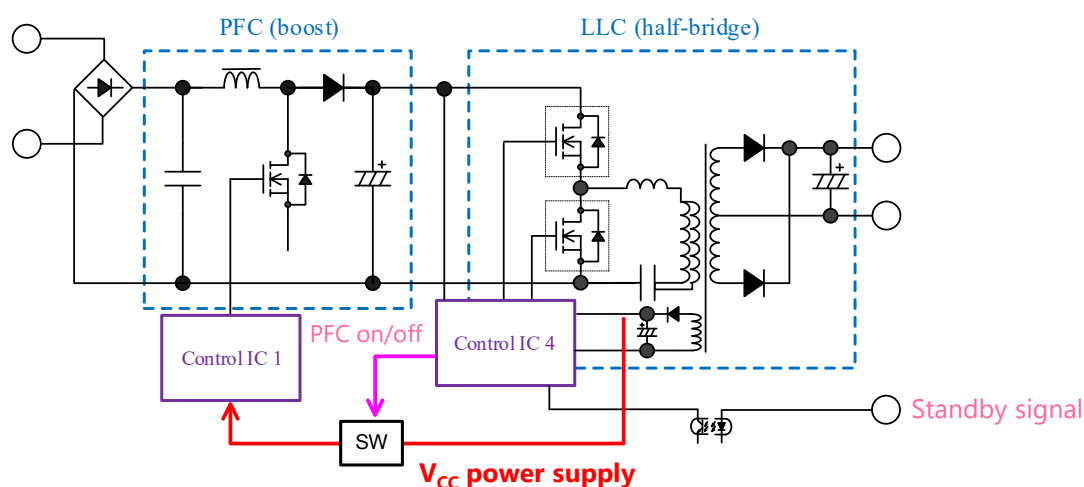 PFC (boost)
LLC (half-bridge)
+
+
PFC on/off
Control IC 1
Control IC 4
+
Standby signal
SW
VCC power supply